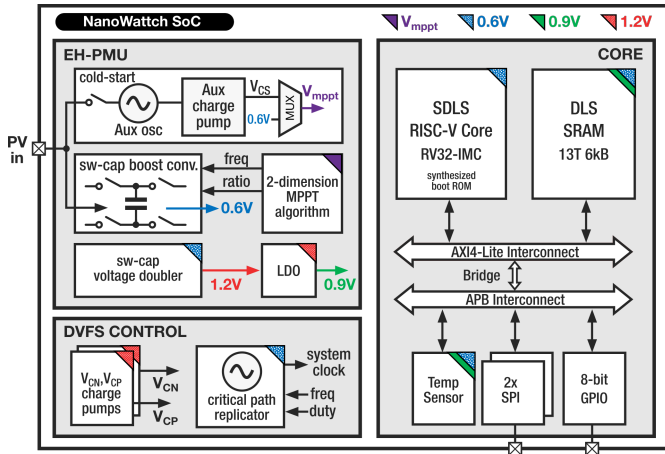 NanoWattch SoC
Vmppt 0.6V 0.9V 1.2V
EH-PMU
cold-start
Aux osc
Aux charge
pump
VCS
0.6V
MUX
Vmppt
PV
in
sw-cap boost conv.
0.6V
freq
ratio
2-dimension
MPPT
algorithm
sw-cap
voltage doubler
1.2V
LDO
0.9V
DVFS CONTROL
VCN,VCP
charge
pumps
VCN
VCP
critical path
replicator
system
clock
freq
duty
CORE
SDLS
RISC-V Core
RV32-IMC
synthesized
boot ROM
DLS
SRAM
13T 6kB
AXI4-Lite Interconnect
Bridge
APB Interconnect
Temp
Sensor
2x
SPI
8-bit
GPIO